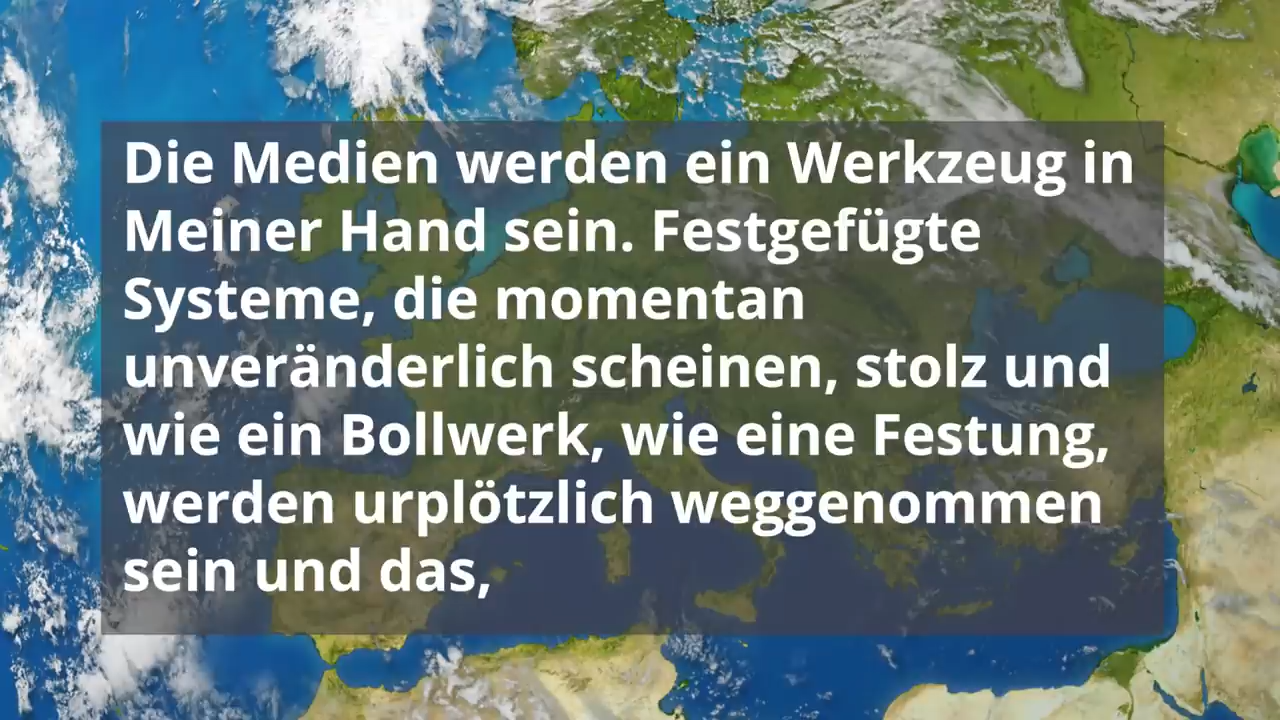 Die Medien werden ein Werkzeug in
Meiner Hand sein. Festgefügte
Systeme, die momentan
unveränderlich scheinen, stolz und
wie ein Bollwerk, wie eine Festung,
werden urplötzlich weggenommen
sein und das,